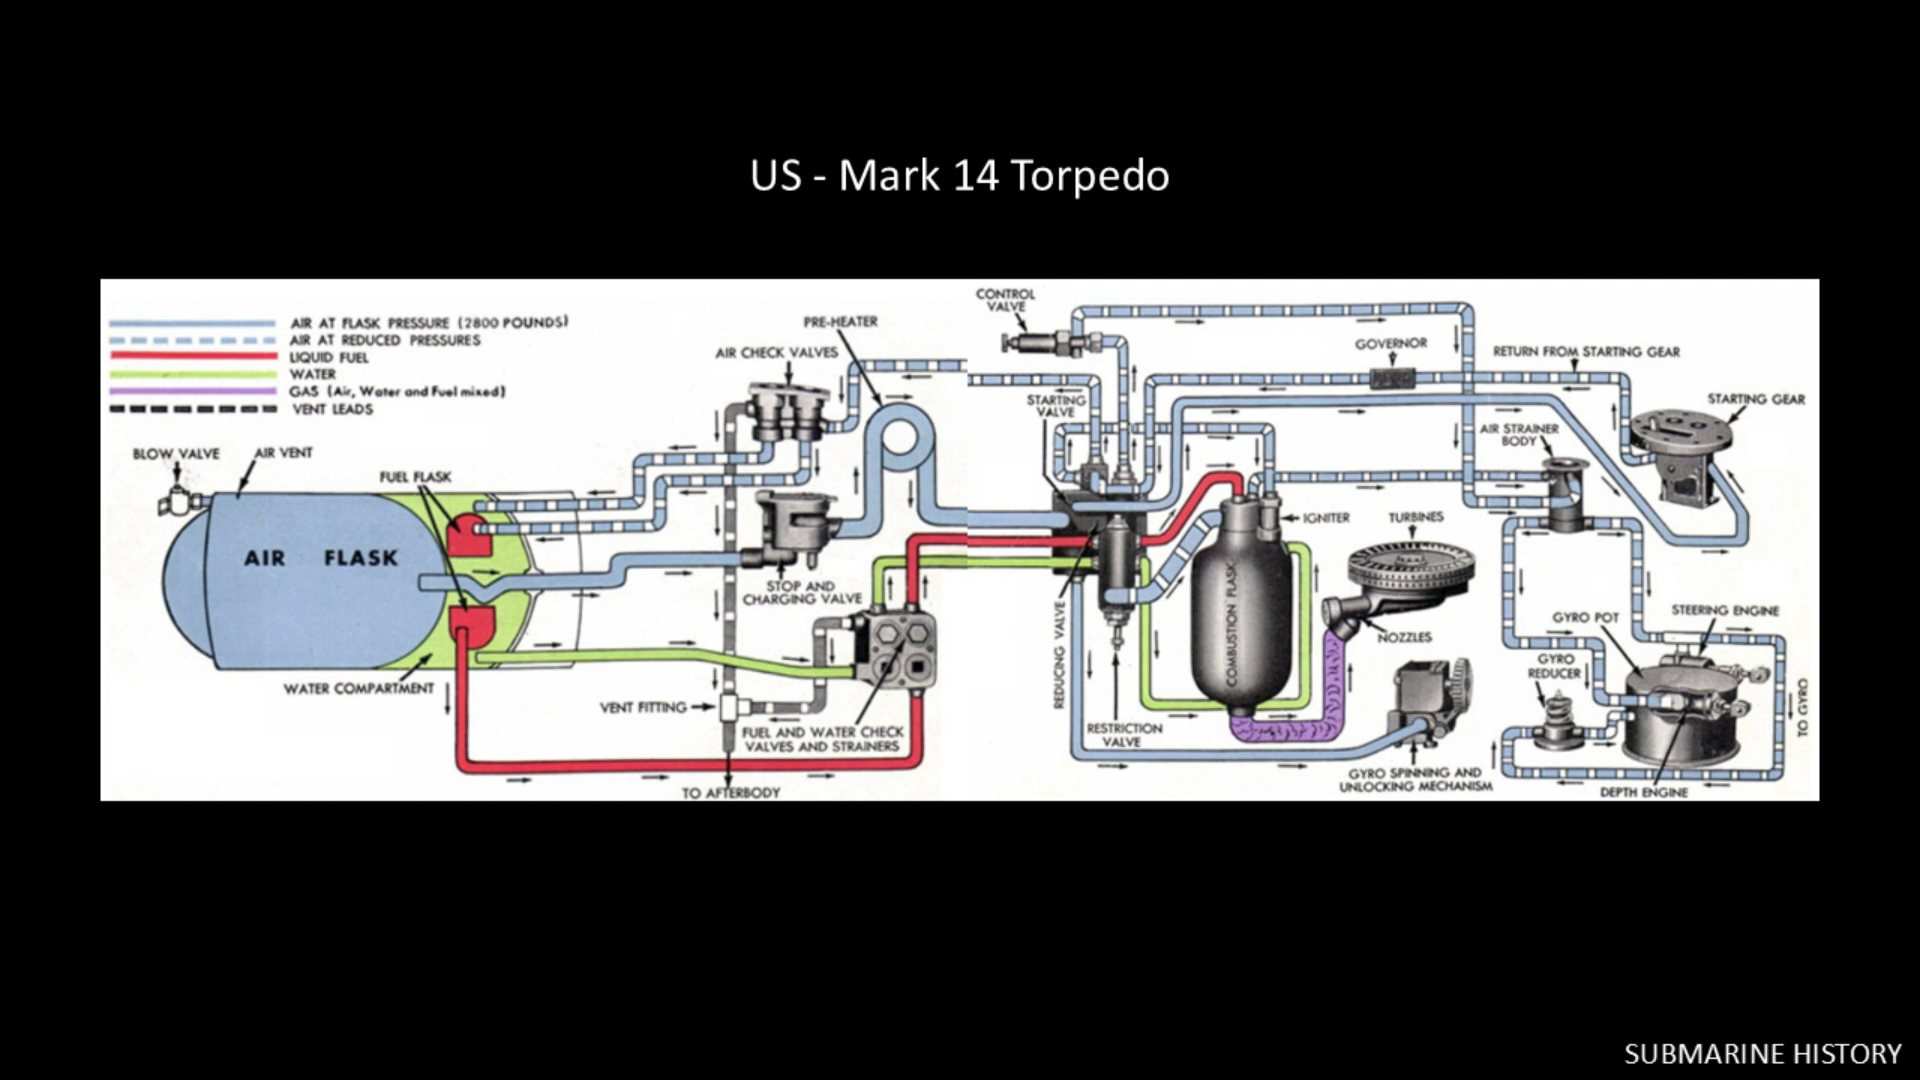 US - Mark 14 Torpedo
AIR AT FLASK PRESSURE (2800 POUNDS)
AIR AT REDUCED PRESSURES
LIQUID FUEL
WATER
GAS (Air, Water and Fuel mixed)
VENT LEADS
BLOW VALVE
AIR VENT
FUEL FLASK
AIR FLASK
WATER COMPARTMENT
PRE-HEATER
AIR CHECK VALVES
STOP AND
CHARGING VALVE
VENT FITTING
FUEL AND WATER CHECK
VALVES AND STRAINERS
TO AFTERBODY
CONTROL
VALVE
STARTING
VALVE
GOVERNOR
RETURN FROM STARTING GEAR
STARTING GEAR
AIR STRAINER
BODY
IGNITER
TURBINES
COMBUSTION FLASK
NOZZLES
REDUCING VALVE
RESTRICTION
VALVE
GYRO SPINNING AND
UNLOCKING MECHANISM
GYRO POT
STEERING ENGINE
GYRO
REDUCER
TO GYRO
DEPTH ENGINE
SUBMARINE HISTORY